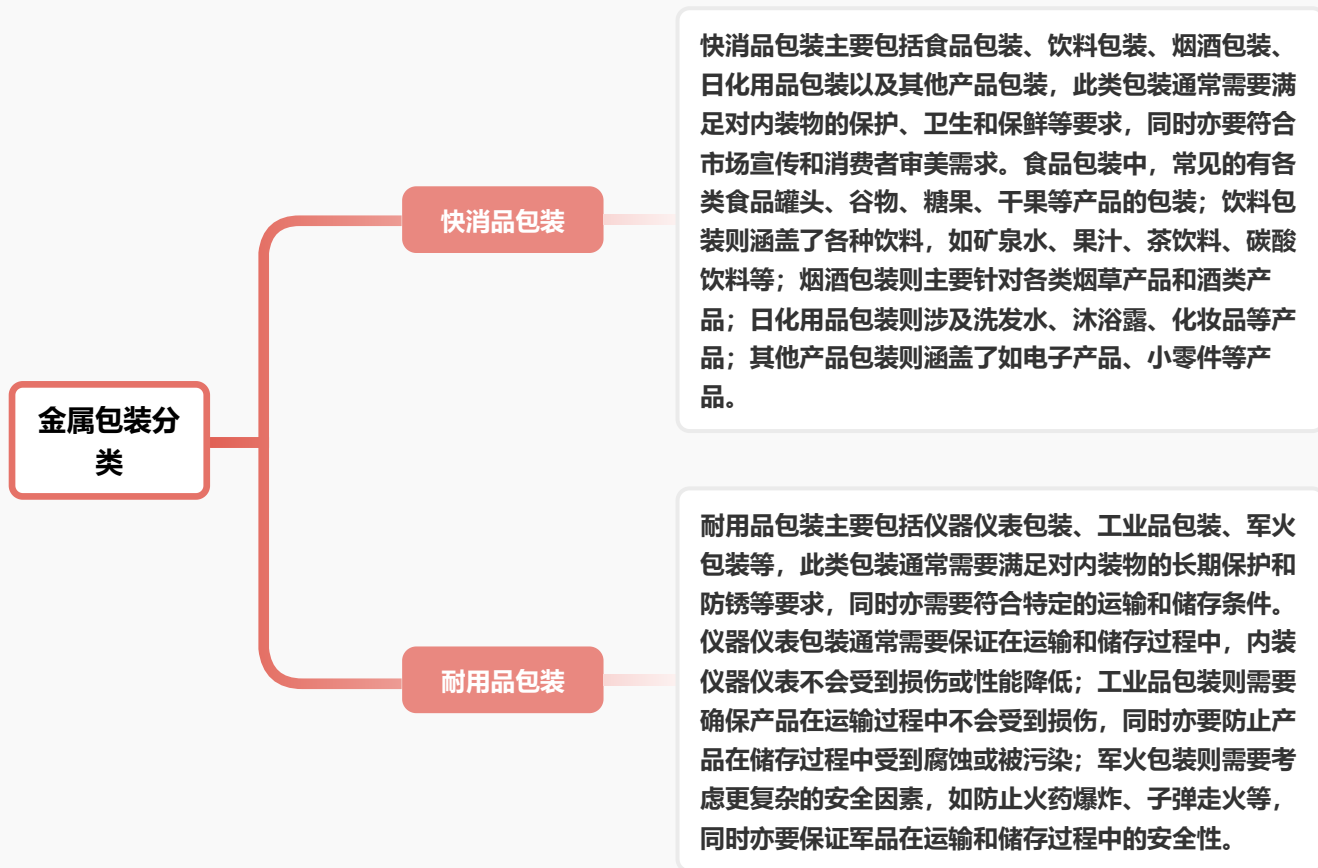 快消品包装主要包括食品包装、饮料包装、烟酒包装、
日化用品包装以及其他产品包装，此类包装通常需要满
足对内装物的保护、卫生和保鲜等要求，同时亦要符合
市场宣传和消费者审美需求。食品包装中，常见的有各
类食品罐头、谷物、糖果、干果等产品的包装；饮料包
装则涵盖了各种饮料，如矿泉水、果汁、茶饮料、碳酸
饮料等；烟酒包装则主要针对各类烟草产品和酒类产
品；日化用品包装则涉及洗发水、沐浴露、化妆品等产
品；其他产品包装则涵盖了如电子产品、小零件等产
品。
快消品包装
金属包装分
类
耐用品包装主要包括仪器仪表包装、工业品包装、军火
包装等，此类包装通常需要满足对内装物的长期保护和
防锈等要求，同时亦需要符合特定的运输和储存条件。
仪器仪表包装通常需要保证在运输和储存过程中，内装
仪器仪表不会受到损伤或性能降低；工业品包装则需要
确保产品在运输过程中不会受到损伤，同时亦要防止产
品在储存过程中受到腐蚀或被污染；军火包装则需要考
虑更复杂的安全因素，如防止火药爆炸、子弹走火等，
同时亦要保证军品在运输和储存过程中的安全性。
耐用品包装